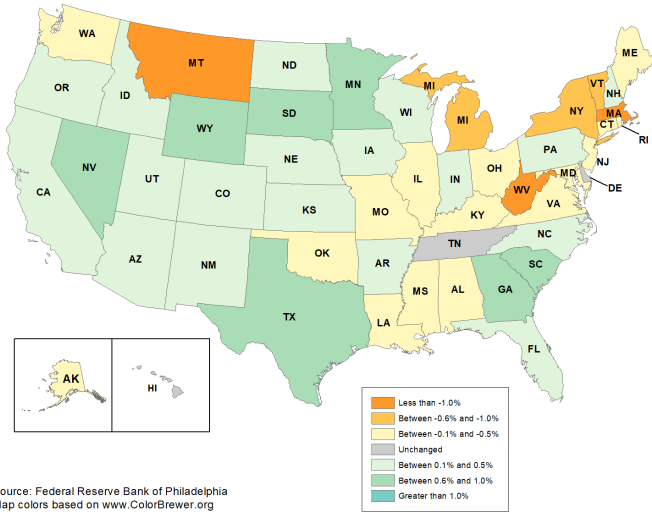 WA
ME
MT
ND
MN
VT
NH
OR
ID
SD
WI
MI
MI
NY
MA
CT
RI
WY
IA
PA
NJ
NV
NE
IL
IN
OH
MD
DE
UT
CO
WV
VA
CA
KS
MO
KY
NC
AZ
NM
OK
AR
TN
SC
TX
LA
MS
AL
GA
FL
AK
HI
Less than -1.0%
Between -0.6% and -1.0%
Between -0.1% and -0.5%
Unchanged
Between 0.1% and 0.5%
Between 0.6% and 1.0%
Greater than 1.0%
ource: Federal Reserve Bank of Philadelphia
ap colors based on www.ColorBrewer.org